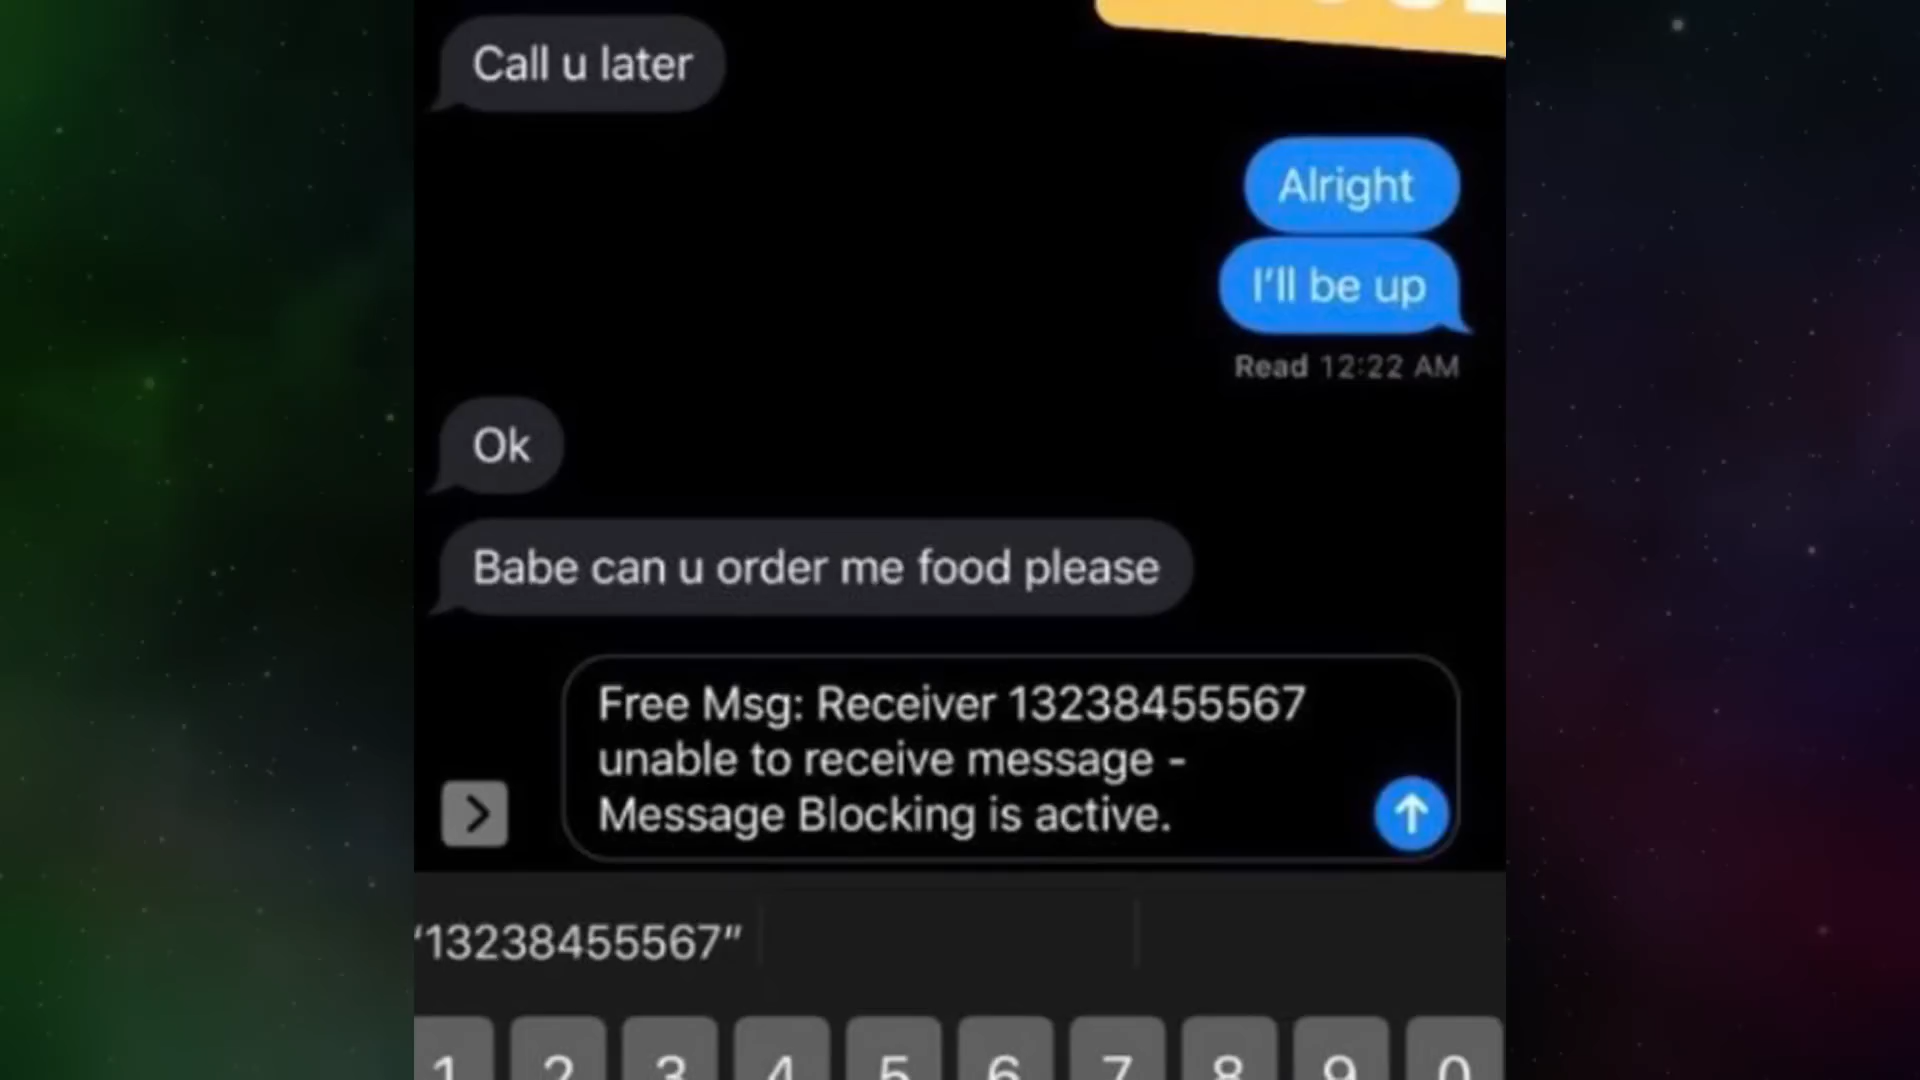 Call u later
Alright
I'll be up
Read 12:22 AM
Ok
Babe can u order me food please
Free Msg: Receiver 13238455567
unable to receive message -
Message Blocking is active.
“13238455567”
1 2 3 4 5 6 7 8 9 0